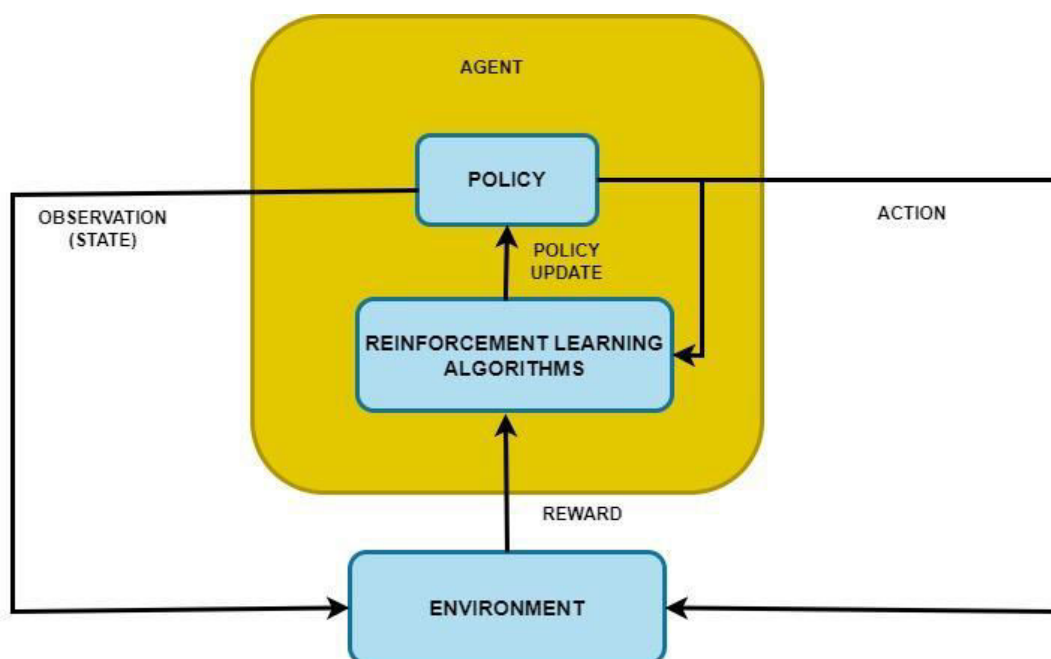 AGENT
POLICY
OBSERVATION
(STATE)
ACTION
POLICY
UPDATE
REINFORCEMENT LEARNING
ALGORITHMS
REWARD
ENVIRONMENT